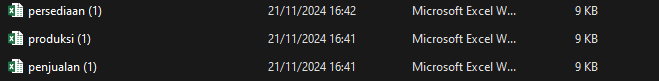 persediaan (1) 21/11/2024 16:42 Microsoft Excel W... 9 KB
produksi (1) 21/11/2024 16:41 Microsoft Excel W... 9 KB
penjualan (1) 21/11/2024 16:41 Microsoft Excel W... 9 KB